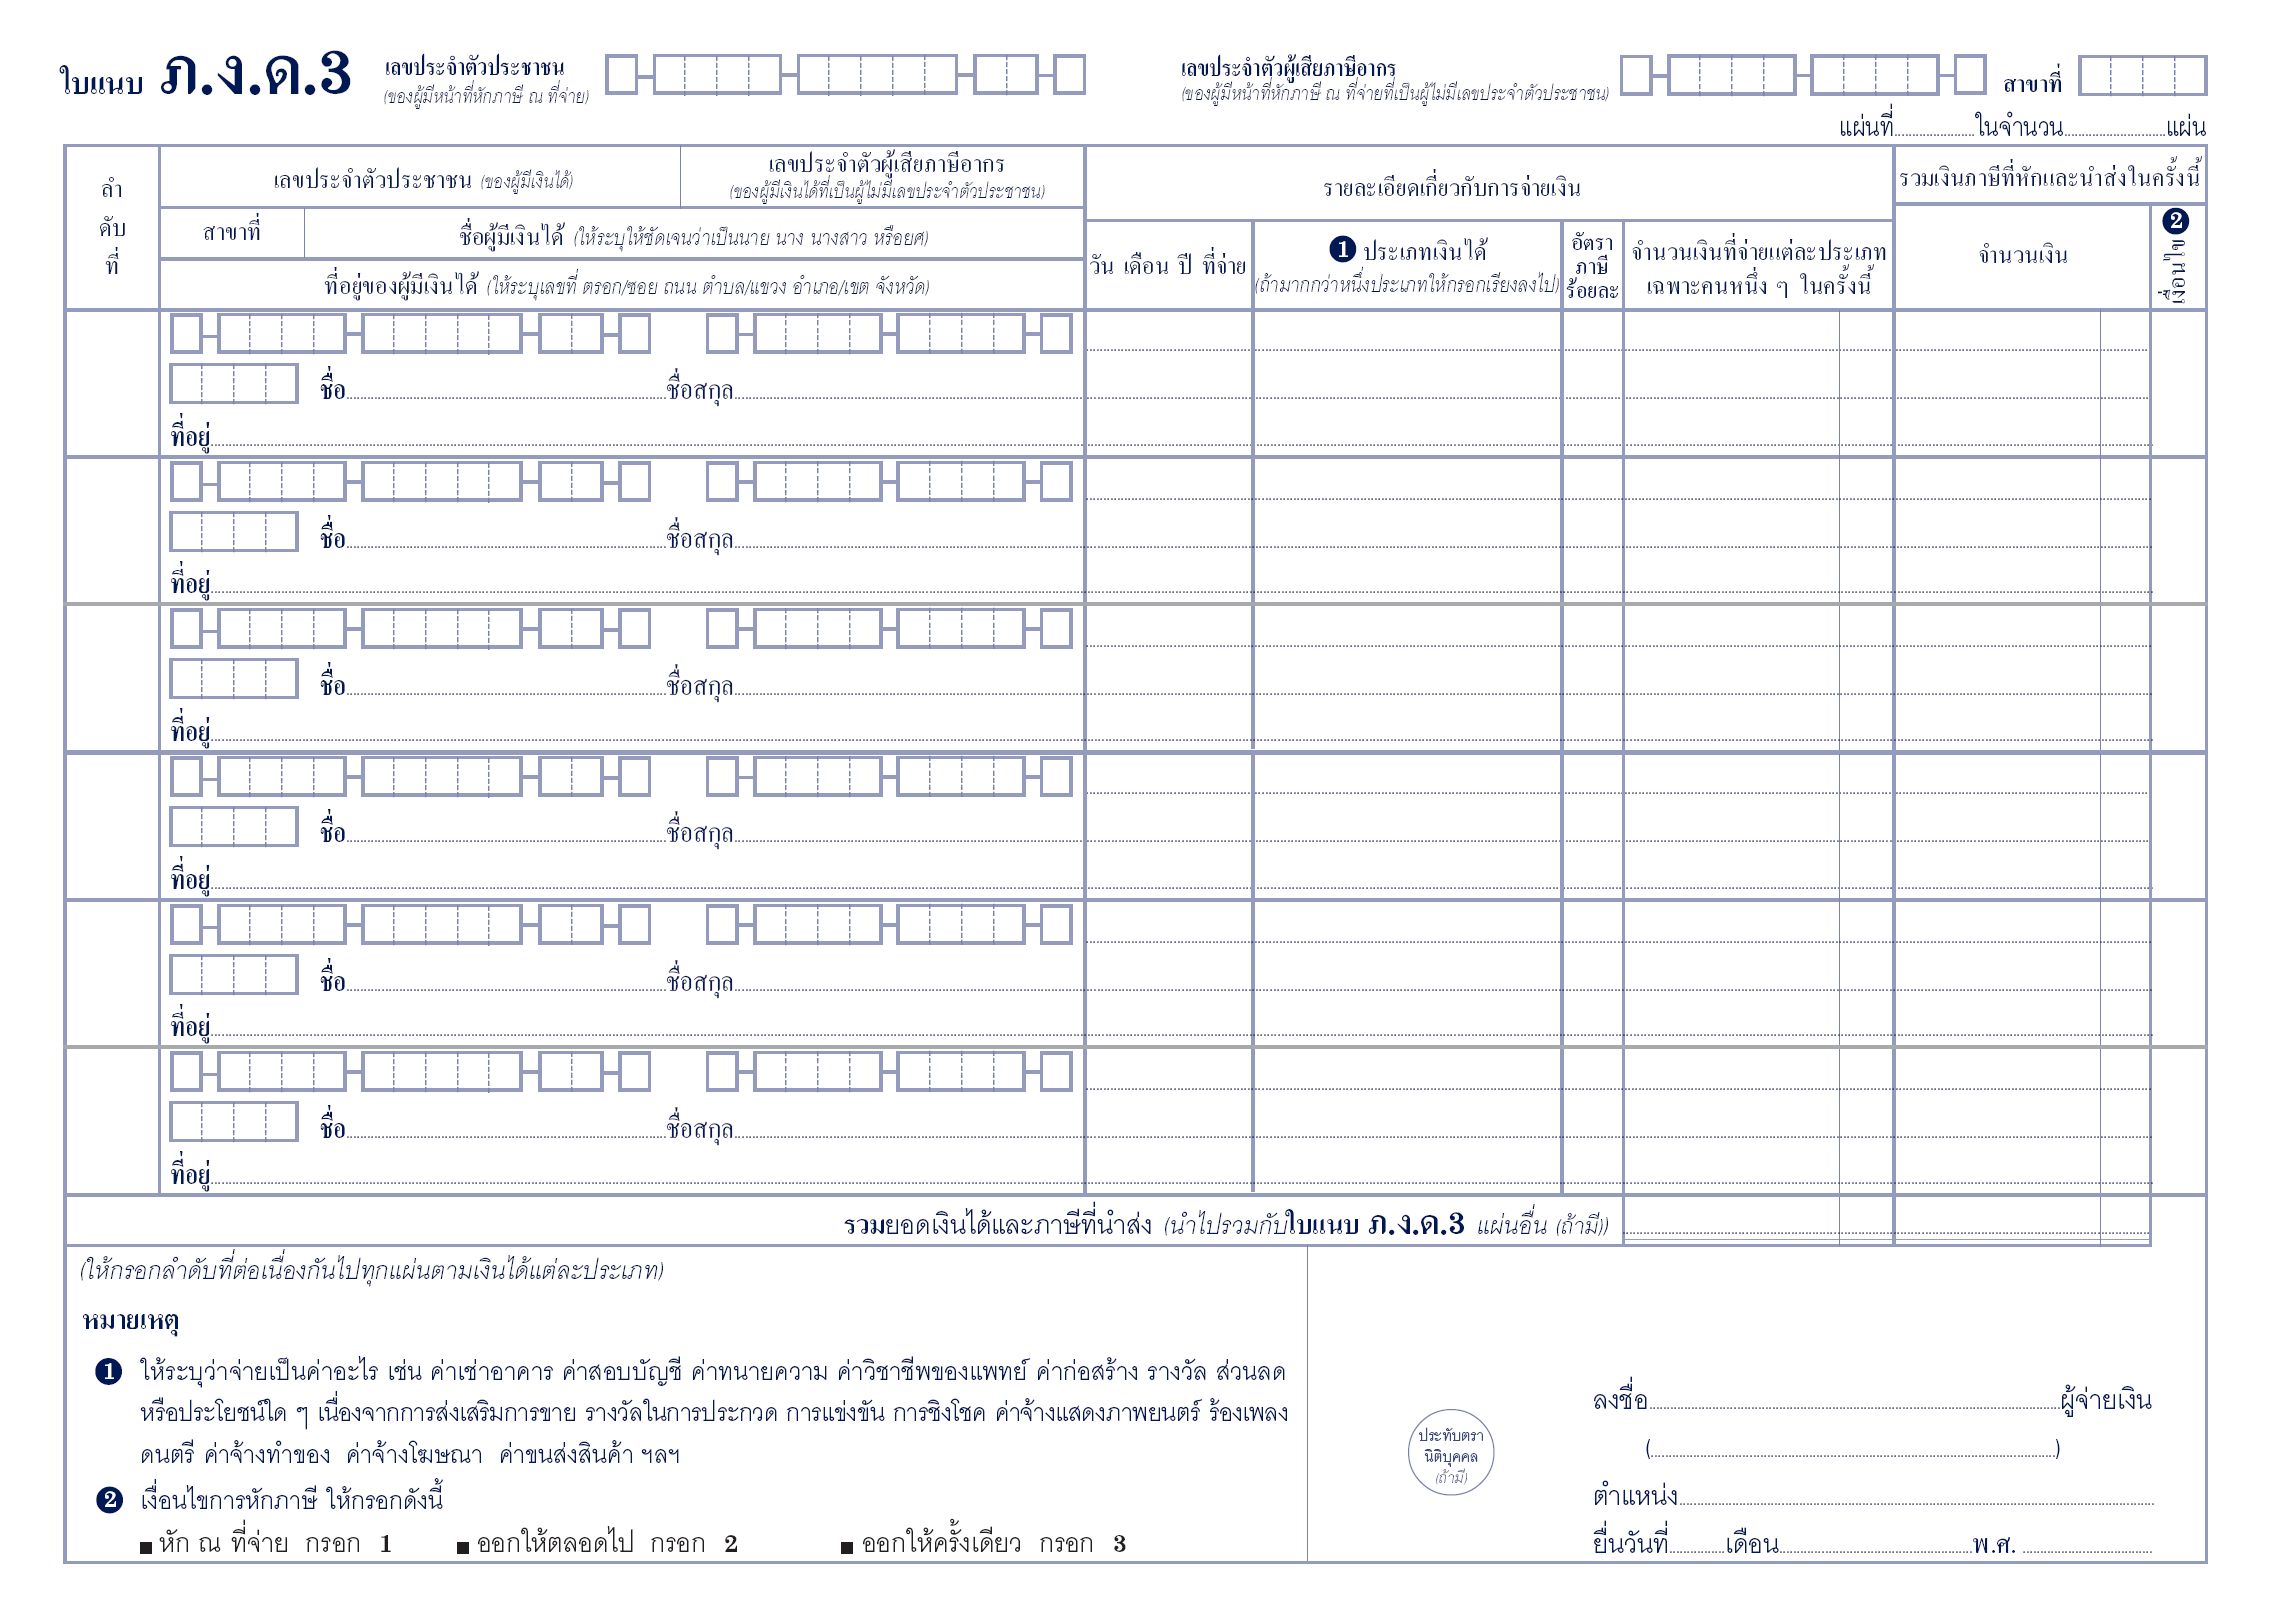 ใบแนบ ภ.ง.ด.3 เลขประจำตัวประชาชน (ของผู้มีหน้าที่หักภาษี ณ ที่จ่าย) เลขประจำตัวผู้เสียภาษีอากร (ของผู้มีหน้าที่หักภาษี ณ ที่จ่ายที่เป็นผู้ไม่มีเลขประจำตัวประชาชน) สาขาที่
แผ่นที่ ในจำนวน แผ่น
ลำ
ดับ
ที่
เลขประจำตัวประชาชน (ของผู้มีเงินได้)
เลขประจำตัวผู้เสียภาษีอากร
(ของผู้มีเงินได้ที่เป็นผู้ไม่มีเลขประจำตัวประชาชน)
สาขาที่ ชื่อผู้มีเงินได้ (ให้ระบุให้ชัดเจนว่าเป็นนาย นาง นางสาว หรือยศ)
ที่อยู่ของผู้มีเงินได้ (ให้ระบุเลขที่ ตรอก/ซอย ถนน ตำบล/แขวง อำเภอ/เขต จังหวัด)
รายละเอียดเกี่ยวกับการจ่ายเงิน
วัน เดือน ปี ที่จ่าย
1 ประเภทเงินได้
(ถ้ามากกว่าหนึ่งประเภทให้กรอกเรียงลงไป)
อัตรา
ภาษี
ร้อยละ
จำนวนเงินที่จ่ายแต่ละประเภท
เฉพาะคนหนึ่ง ๆ ในครั้งนี้
รวมเงินภาษีที่หักและนำส่งในครั้งนี้
จำนวนเงิน
2 เงื่อนไข
ชื่อ ชื่อสกุล
ที่อยู่
ชื่อ ชื่อสกุล
ที่อยู่
ชื่อ ชื่อสกุล
ที่อยู่
ชื่อ ชื่อสกุล
ที่อยู่
ชื่อ ชื่อสกุล
ที่อยู่
ชื่อ ชื่อสกุล
ที่อยู่
รวมยอดเงินได้และภาษีที่นำส่ง (นำไปรวมกับใบแนบ ภ.ง.ด.3 แผ่นอื่น (ถ้ามี))
(ให้กรอกลำดับที่ต่อเนื่องกันไปทุกแผ่นตามเงินได้แต่ละประเภท)
หมายเหตุ
1 ให้ระบุว่าจ่ายเป็นค่าอะไร เช่น ค่าเช่าอาคาร ค่าสอบบัญชี ค่าทนายความ ค่าวิชาชีพของแพทย์ ค่าก่อสร้าง รางวัล ส่วนลด
หรือประโยชน์ใด ๆ เนื่องจากการส่งเสริมการขาย รางวัลในการประกวด การแข่งขัน การชิงโชค ค่าจ้างแสดงภาพยนตร์ ร้องเพลง
ดนตรี ค่าจ้างทำของ ค่าจ้างโฆษณา ค่าขนส่งสินค้า ฯลฯ
2 เงื่อนไขการหักภาษี ให้กรอกดังนี้
■ หัก ณ ที่จ่าย กรอก 1 ■ ออกให้ตลอดไป กรอก 2 ■ ออกให้ครั้งเดียว กรอก 3
ประทับตรา
นิติบุคคล
(ถ้ามี)
ลงชื่อ ผู้จ่ายเงิน
( )
ตำแหน่ง
ยื่นวันที่ เดือน พ.ศ.